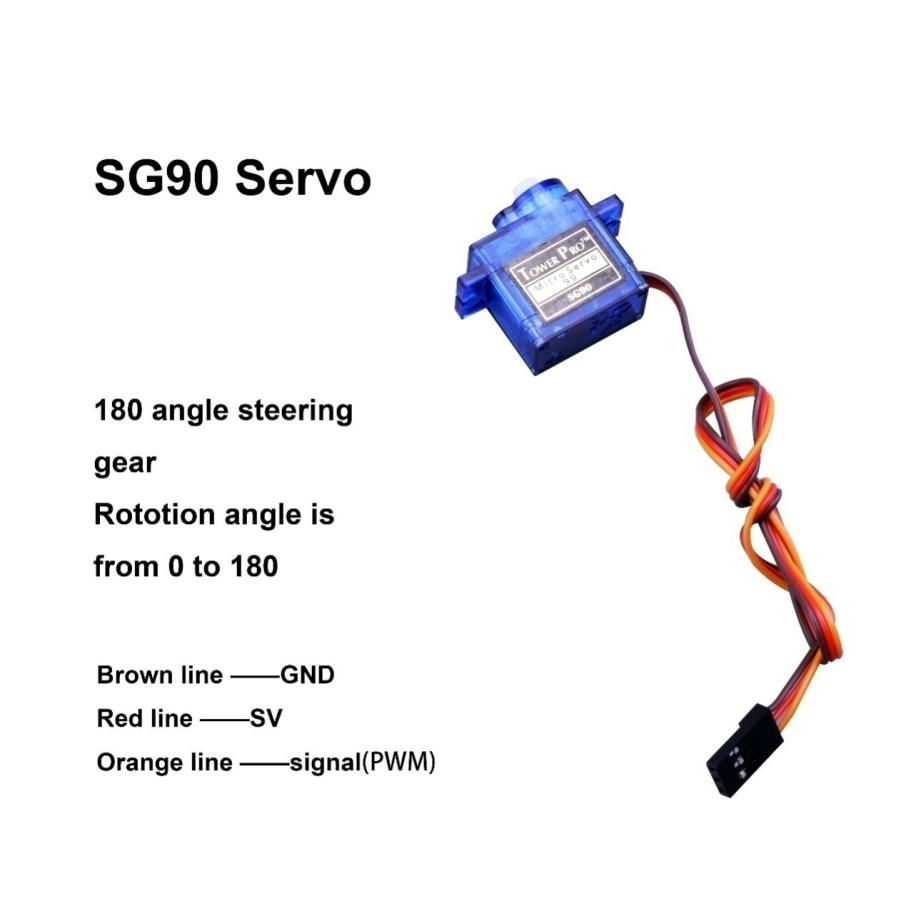 SG90 Servo
TOWER PRO™
Micro Servo
9g
SG90
180 angle steering
gear
Rototion angle is
from 0 to 180
Brown line ——GND
Red line ——SV
Orange line ——signal(PWM)